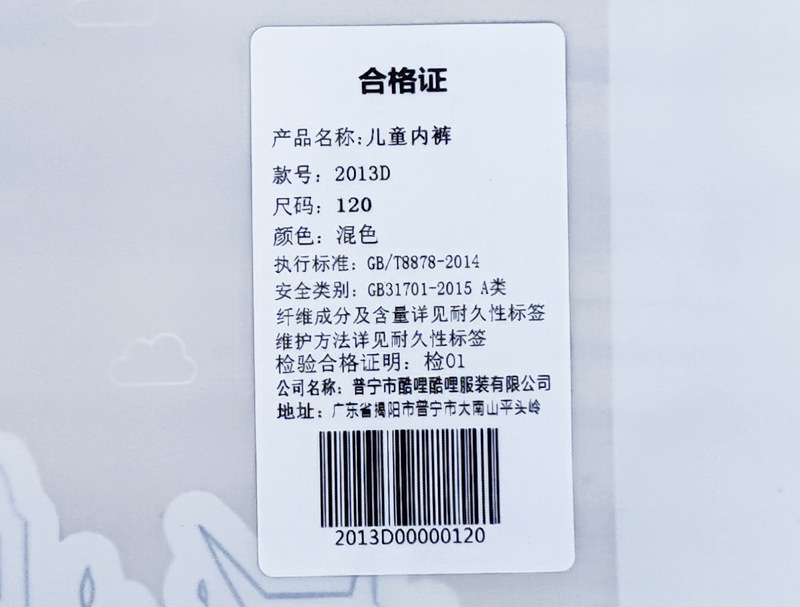 合格证
产品名称:儿童内裤
款号：2013D
尺码：120
颜色：混色
执行标准：GB/T8878-2014
安全类别：GB31701-2015 A类
纤维成分及含量详见耐久性标签
维护方法详见耐久性标签
检验合格证明：检01
公司名称：普宁市酷哩酷哩服装有限公司
地址：广东省揭阳市普宁市大南山平头岭
2013D00000120